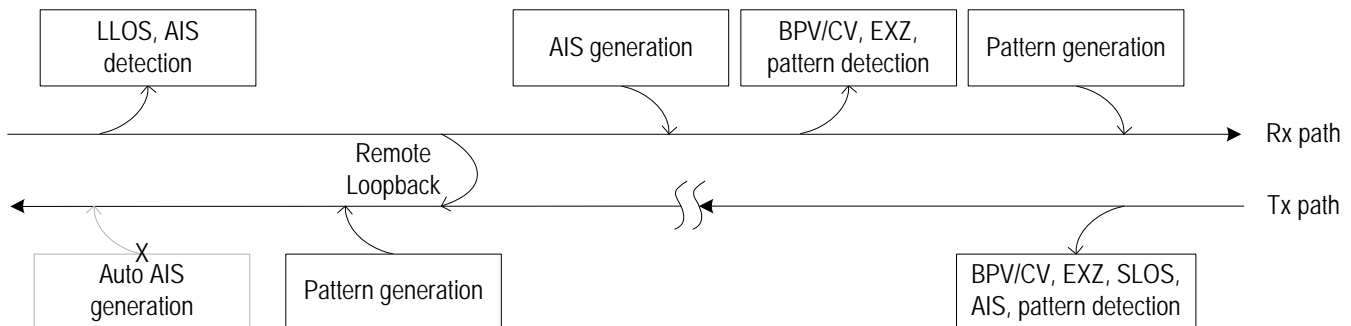 LLOS, AIS
detection
AIS generation
BPV/CV, EXZ,
pattern detection
Pattern generation
Rx path
Remote
Loopback
Tx path
X
Auto AIS
generation
Pattern generation
BPV/CV, EXZ, SLOS,
AIS, pattern detection